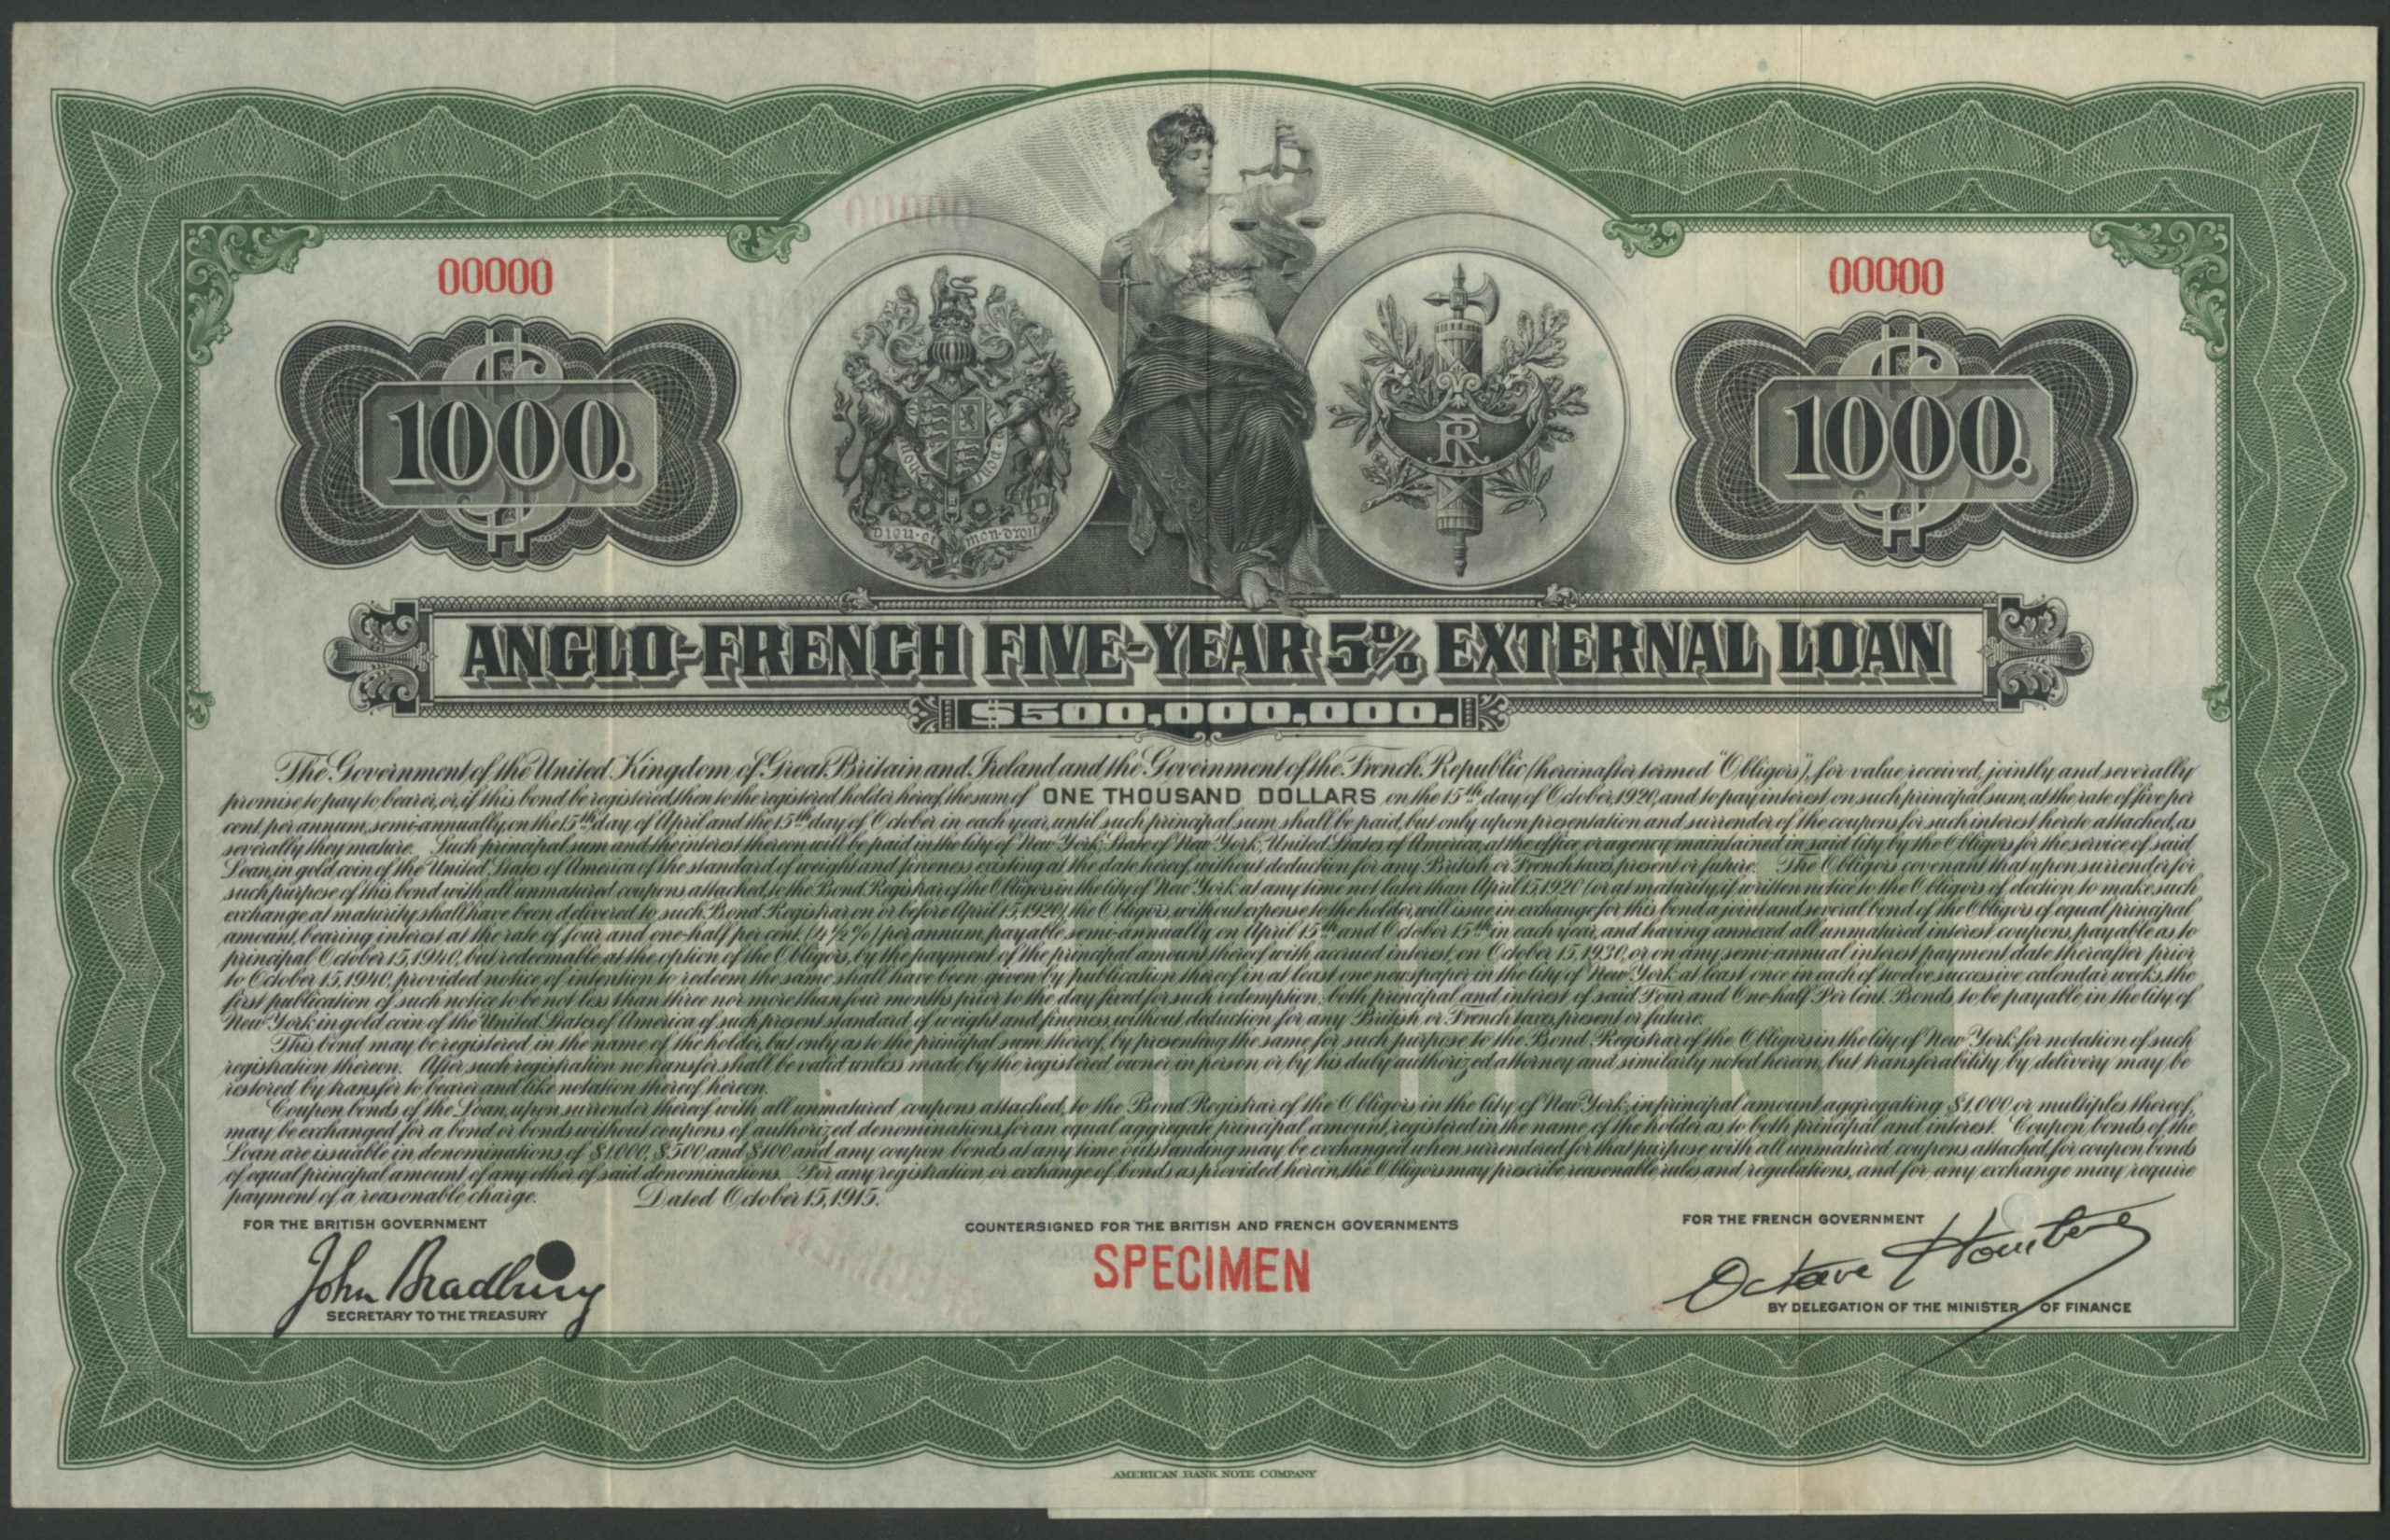 00000
00000
$
1000.
$
1000.
DIEU·ET MON·DROIT
RF
ANGLO-FRENCH FIVE-YEAR 5% EXTERNAL LOAN
$500,000,000.
The Government of the United Kingdom of Great Britain and Ireland and the Government of the French Republic (hereinafter termed "Obligors"), for value received, jointly and severally
promise to pay to bearer, or, if this bond be registered, then to the registered holder hereof, the sum of ONE THOUSAND DOLLARS on the 15th day of October, 1920, and to pay interest on such principal sum, at the rate of five per
cent. per annum, semi-annually, on the 15th day of April and the 15th day of October in each year, until such principal sum shall be paid, but only upon presentation and surrender of the coupons for such interest hereto attached, as
severally they mature. Such principal sum and the interest thereon will be paid in the City of New York, State of New York, United States of America, at the office or agency maintained in said City by the Obligors for the service of said
Loan, in gold coin of the United States of America of the standard of weight and fineness existing at the date hereof, without deduction for any British or French taxes, present or future. The Obligors covenant that upon surrender for
such purpose of this bond with all unmatured coupons attached, to the Bond Registrar of the Obligors in the City of New York, at any time not later than April 15, 1920 (or at maturity, if written notice to the Obligors of election to make such
exchange at maturity shall have been delivered to such Bond Registrar on or before April 15, 1920), the Obligors, without expense to the holder, will issue in exchange for this bond a joint and several bond of the Obligors of equal principal
amount, bearing interest at the rate of four and one-half per cent. (4½%) per annum, payable semi-annually on April 15th and October 15th in each year, and having annexed all unmatured interest coupons, payable as to
principal October 15, 1940, but redeemable at the option of the Obligors, by the payment of the principal amount thereof with accrued interest, on October 15, 1930, or on any semi-annual interest payment date thereafter prior
to October 15, 1940, provided notice of intention to redeem the same shall have been given by publication thereof in at least one newspaper in the City of New York at least once in each of twelve successive calendar weeks, the
first publication of such notice to be not less than three nor more than four months prior to the day fixed for such redemption; both principal and interest of said Four and One-half Per Cent. Bonds to be payable in the City of
New York in gold coin of the United States of America of such present standard of weight and fineness, without deduction for any British or French taxes, present or future.
This bond may be registered in the name of the holder, but only as to the principal sum thereof, by presenting the same for such purpose to the Bond Registrar of the Obligors in the City of New York for notation of such
registration thereon. After such registration no transfer shall be valid unless made by the registered owner in person or by his duly authorized attorney and similarly noted hereon, but transferability by delivery may be
restored by transfer to bearer and like notation thereof hereon.
Coupon bonds of the Loan, upon surrender thereof with all unmatured coupons attached, to the Bond Registrar of the Obligors in the City of New York, in principal amount aggregating $1,000 or multiples thereof,
may be exchanged for a bond or bonds without coupons of authorized denominations, for an equal aggregate principal amount, registered in the name of the holder as to both principal and interest. Coupon bonds of the
Loan are issuable in denominations of $1,000, $500 and $100 and any coupon bonds at any time outstanding may be exchanged when surrendered for that purpose with all unmatured coupons attached, for coupon bonds
of equal principal amount of any other of said denominations. For any registration or exchange of bonds as provided herein, the Obligors may prescribe reasonable rules and regulations, and for any exchange may require
payment of a reasonable charge. Dated October 15, 1915.
FOR THE BRITISH GOVERNMENT
John Bradbury
SECRETARY TO THE TREASURY
COUNTERSIGNED FOR THE BRITISH AND FRENCH GOVERNMENTS
SPECIMEN
FOR THE FRENCH GOVERNMENT
Octave Homberg
BY DELEGATION OF THE MINISTER OF FINANCE
AMERICAN BANK NOTE COMPANY